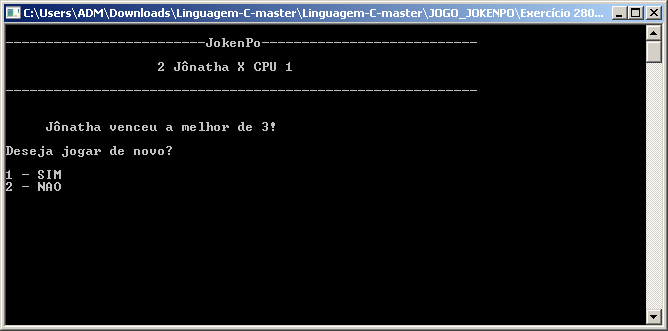 C:\Users\ADM\Downloads\Linguagem-C-master\Linguagem-C-master\JOGO_JOKENPO\Exercício 280...
-------------------------JokenPo---------------------------
2 Jônatha X CPU 1
-----------------------------------------------------------
Jônatha venceu a melhor de 3!
Deseja jogar de novo?
1 - SIM
2 - NAO